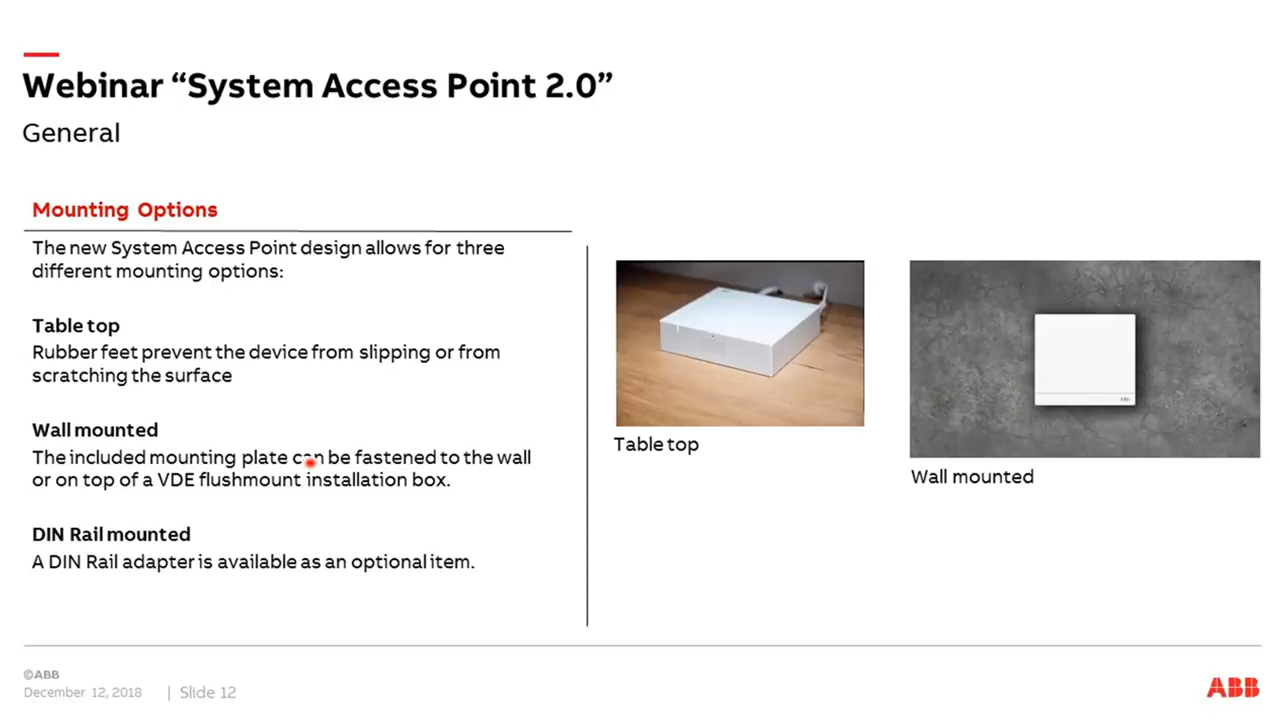 Webinar “System Access Point 2.0”
General
Mounting Options
The new System Access Point design allows for three
different mounting options:
Table top
Rubber feet prevent the device from slipping or from
scratching the surface
Wall mounted
The included mounting plate can be fastened to the wall
or on top of a VDE flushmount installation box.
DIN Rail mounted
A DIN Rail adapter is available as an optional item.
Table top
ABB
Wall mounted
©ABB
December 12, 2018 | Slide 12
ABB